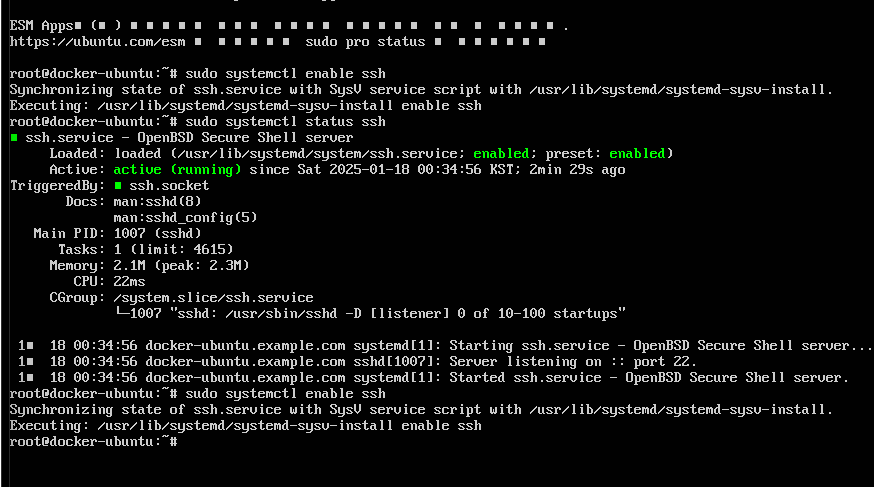 ESM Apps■ (■ ) ■ ■ ■ ■ ■ ■ ■ ■ ■ ■ ■ ■ ■ ■ ■ ■ ■ ■ ■ ■ ■ ■ .
https://ubuntu.com/esm ■ ■ ■ ■ ■ ■ sudo pro status ■ ■ ■ ■ ■ ■ ■
root@docker-ubuntu:~# sudo systemctl enable ssh
Synchronizing state of ssh.service with SysV service script with /usr/lib/systemd/systemd-sysv-install.
Executing: /usr/lib/systemd/systemd-sysv-install enable ssh
root@docker-ubuntu:~# sudo systemctl status ssh
■ ssh.service - OpenBSD Secure Shell server
Loaded: loaded (/usr/lib/systemd/system/ssh.service; enabled; preset: enabled)
Active: active (running) since Sat 2025-01-18 00:34:56 KST; 2min 29s ago
TriggeredBy: ■ ssh.socket
Docs: man:sshd(8)
man:sshd_config(5)
Main PID: 1007 (sshd)
Tasks: 1 (limit: 4615)
Memory: 2.1M (peak: 2.3M)
CPU: 22ms
CGroup: /system.slice/ssh.service
└─1007 "sshd: /usr/sbin/sshd -D [listener] 0 of 10-100 startups"
1■ 18 00:34:56 docker-ubuntu.example.com systemd[1]: Starting ssh.service - OpenBSD Secure Shell server...
1■ 18 00:34:56 docker-ubuntu.example.com sshd[1007]: Server listening on :: port 22.
1■ 18 00:34:56 docker-ubuntu.example.com systemd[1]: Started ssh.service - OpenBSD Secure Shell server.
root@docker-ubuntu:~# sudo systemctl enable ssh
Synchronizing state of ssh.service with SysV service script with /usr/lib/systemd/systemd-sysv-install.
Executing: /usr/lib/systemd/systemd-sysv-install enable ssh
root@docker-ubuntu:~#